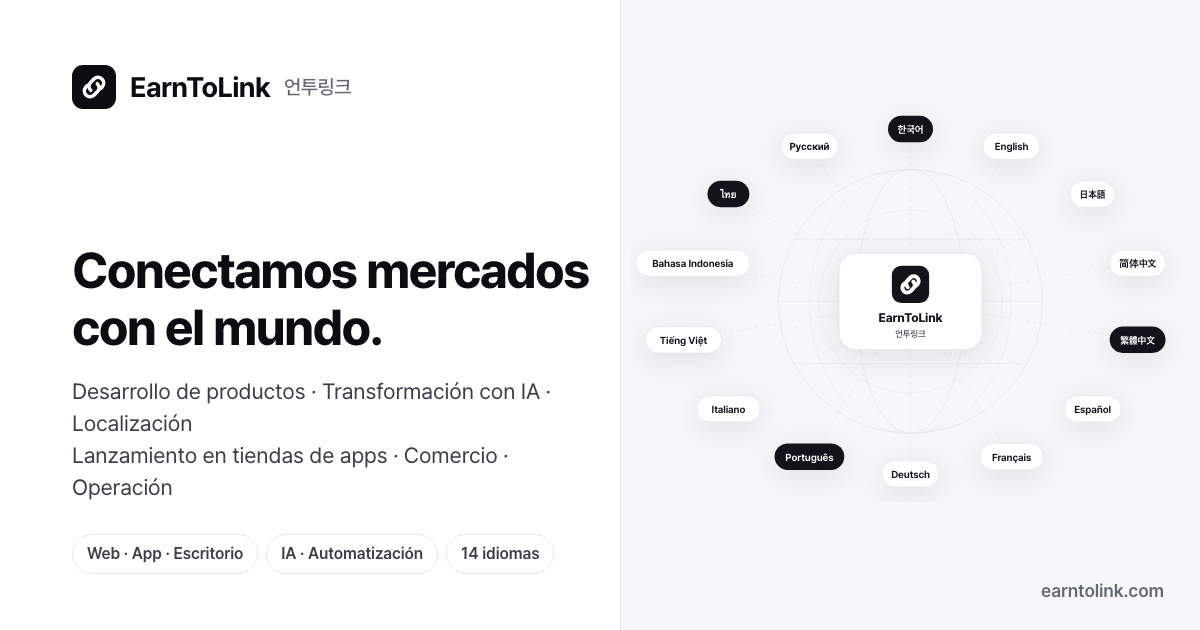 EarnToLink 언투링크
Conectamos mercados
con el mundo.
Desarrollo de productos · Transformación con IA ·
Localización
Lanzamiento en tiendas de apps · Comercio ·
Operación
Web · App · Escritorio
IA · Automatización
14 idiomas
한국어
Русский
English
ไทย
日本語
Bahasa Indonesia
简体中文
EarnToLink
언투링크
Tiếng Việt
繁體中文
Italiano
Español
Português
Français
Deutsch
earntolink.com